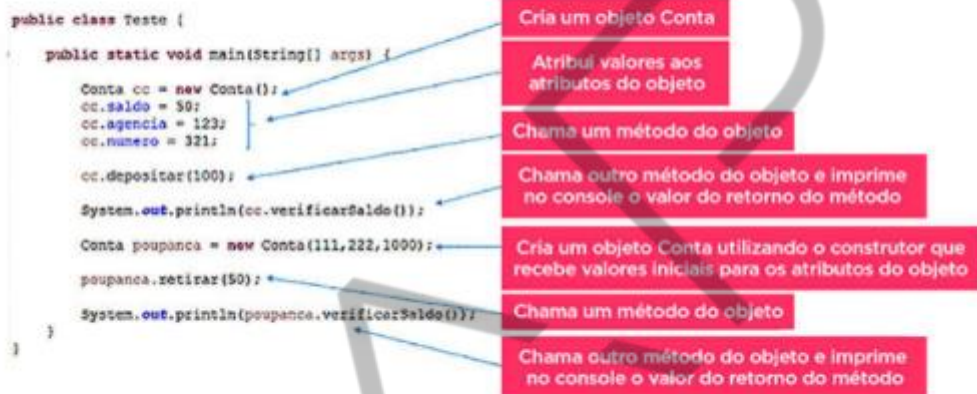 public class Teste {
public static void main(String[] args) {
Conta cc = new Conta();
cc.saldo = 50;
cc.agencia = 123;
cc.numero = 321;
cc.depositar(100);
System.out.println(cc.verificarSaldo());
Conta poupanca = new Conta(111,222,1000);
poupanca.retirar(50);
System.out.println(poupanca.verificarSaldo());
}
}
Cria um objeto Conta
Atribui valores aos
atributos do objeto
Chama um método do objeto
Chama outro método do objeto e imprime
no console o valor do retorno do método
Cria um objeto Conta utilizando o construtor que
recebe valores iniciais para os atributos do objeto
Chama um método do objeto
Chama outro método do objeto e imprime
no console o valor do retorno do método